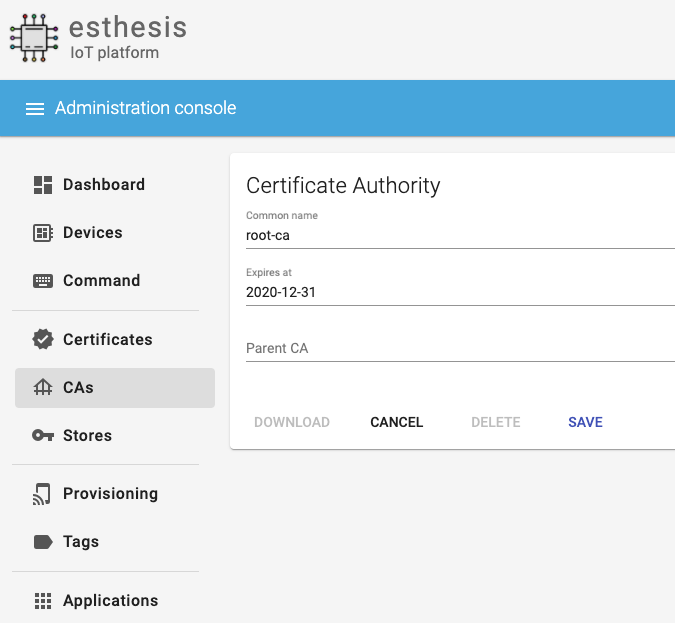 esthesis
IoT platform
Administration console
Dashboard
Devices
Command
Certificates
CAs
Stores
Provisioning
Tags
Applications
Certificate Authority
Common name
root-ca
Expires at
2020-12-31
Parent CA
DOWNLOAD CANCEL DELETE SAVE